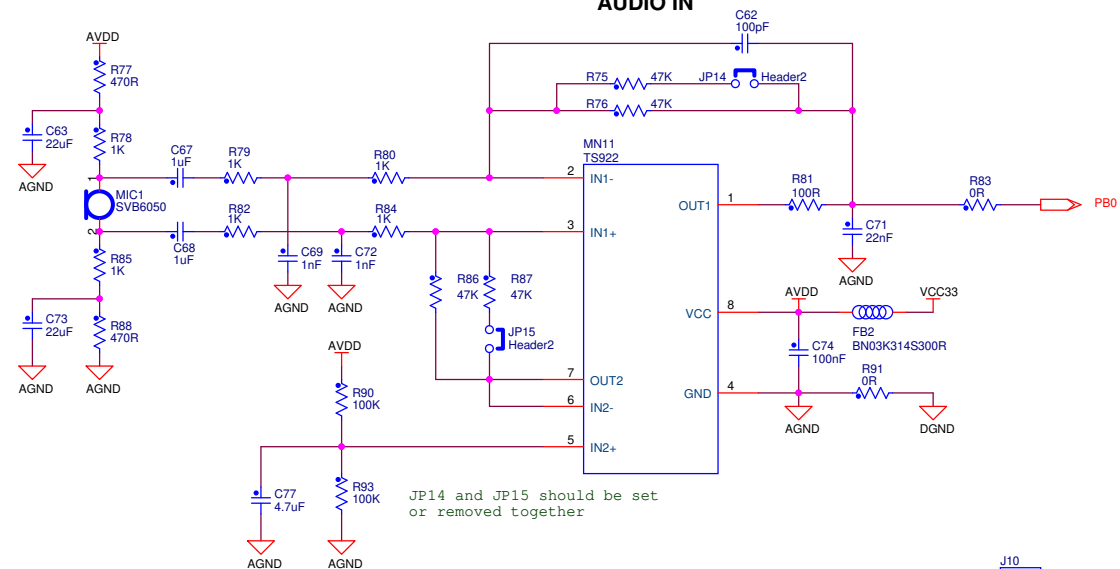 AUDIO IN
C62
100pF
AVDD
R77
470R
R75
47K
JP14
Header2
R76
47K
C63
22uF
R78
1K
AGND
C67
1uF
R79
1K
R80
1K
MN11
TS922
1
MIC1
SVB6050
2
2
IN1-
R82
1K
R84
1K
3
IN1+
C68
1uF
OUT1
1
R81
100R
R83
0R
PB0
C71
22nF
AGND
R85
1K
C69
1nF
C72
1nF
AGND
AGND
R86
47K
R87
47K
C73
22uF
R88
470R
AGND
AGND
JP15
Header2
AVDD
VCC33
VCC
8
FB2
BN03K314S300R
C74
100nF
R91
0R
GND
4
AGND
DGND
AVDD
R90
100K
7
OUT2
6
IN2-
5
IN2+
C77
4.7uF
R93
100K
AGND
AGND
JP14 and JP15 should be set
or removed together
J10